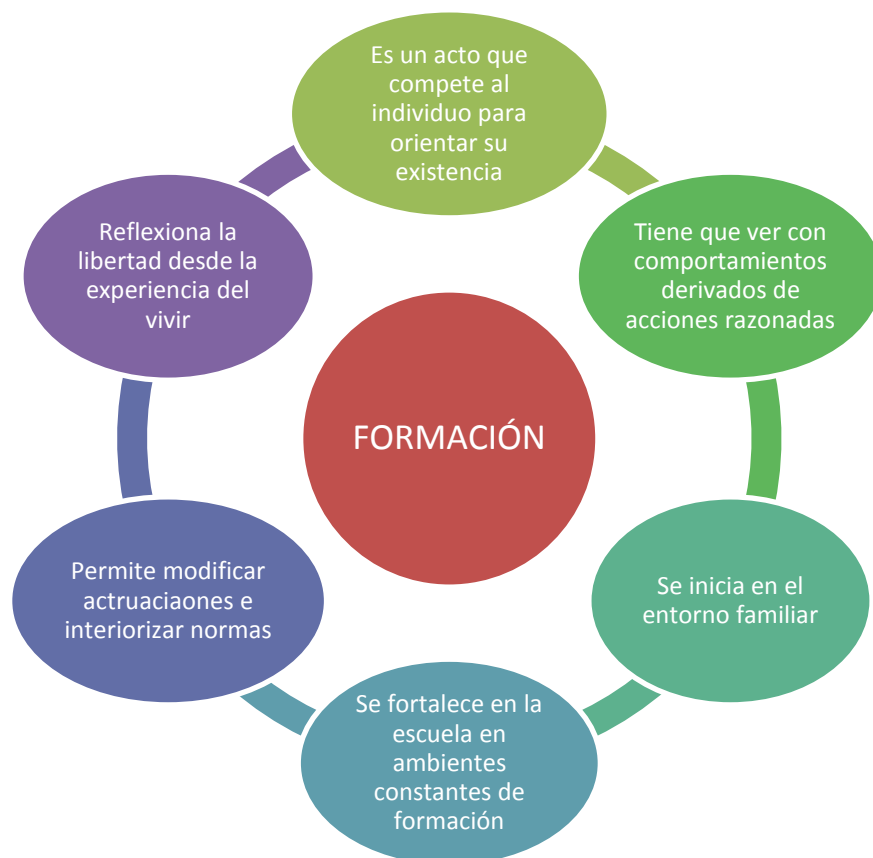 Es un acto que
compete al
individuo para
orientar su
existencia
Tiene que ver con
comportamientos
derivados de
acciones razonadas
Se inicia en el
entorno familiar
Se fortalece en la
escuela en
ambientes
constantes de
formación
Permite modificar
actruaciaones e
interiorizar normas
Reflexiona la
libertad desde la
experiencia del
vivir
FORMACIÓN